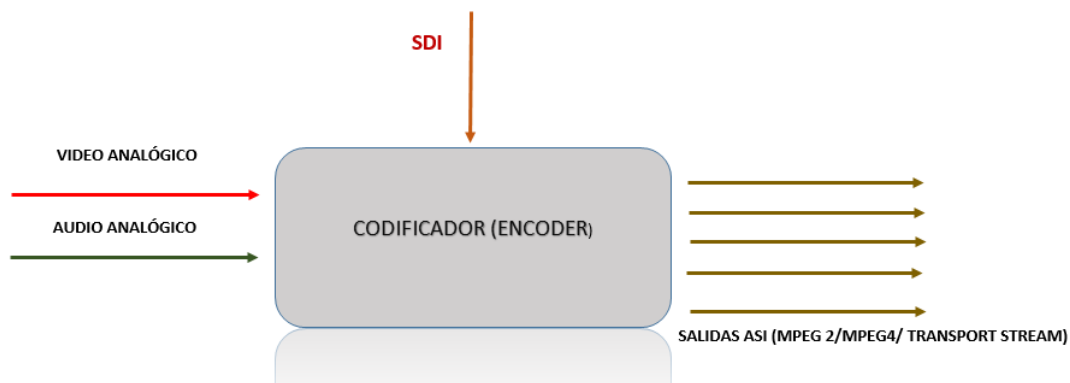 SDI
VIDEO ANALÓGICO
AUDIO ANALÓGICO
CODIFICADOR (ENCODER)
SALIDAS ASI (MPEG 2/MPEG4/ TRANSPORT STREAM)